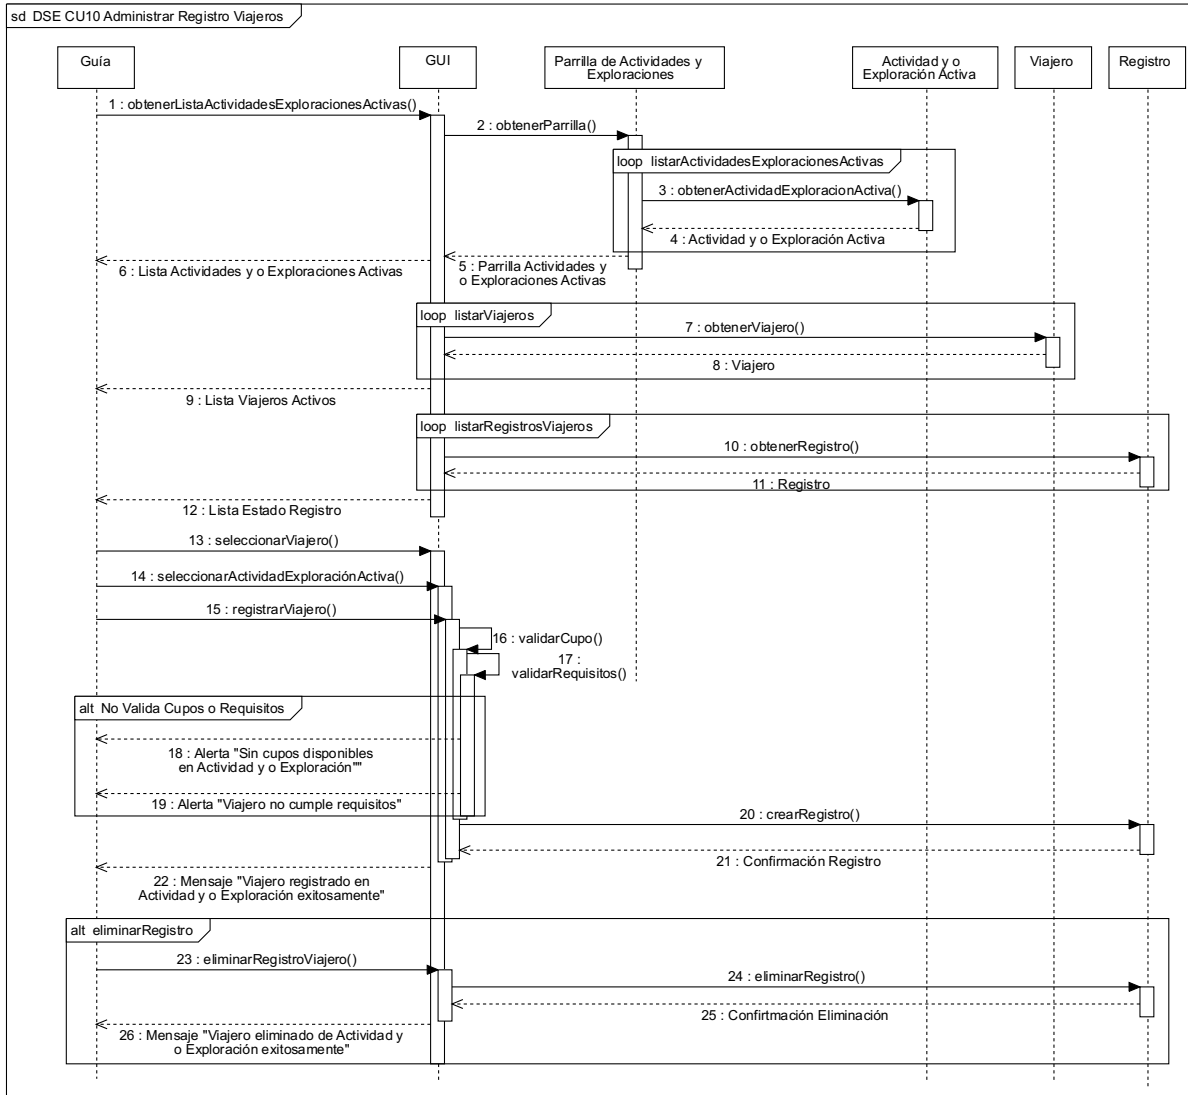 sd DSE CU10 Administrar Registro Viajeros
Guía
GUI
Parrilla de Actividades y
Exploraciones
Actividad y o
Exploración Activa
Viajero
Registro
1 : obtenerListaActividadesExploracionesActivas()
2 : obtenerParrilla()
loop listarActividadesExploracionesActivas
3 : obtenerActividadExploracionActiva()
4 : Actividad y o Exploración Activa
5 : Parrilla Actividades y
o Exploraciones Activas
6 : Lista Actividades y o Exploraciones Activas
loop listarViajeros
7 : obtenerViajero()
8 : Viajero
9 : Lista Viajeros Activos
loop listarRegistrosViajeros
10 : obtenerRegistro()
11 : Registro
12 : Lista Estado Registro
13 : seleccionarViajero()
14 : seleccionarActividadExploraciónActiva()
15 : registrarViajero()
16 : validarCupo()
17 :
validarRequisitos()
alt No Valida Cupos o Requisitos
18 : Alerta "Sin cupos disponibles
en Actividad y o Exploración""
19 : Alerta "Viajero no cumple requisitos"
20 : crearRegistro()
21 : Confirmación Registro
22 : Mensaje "Viajero registrado en
Actividad y o Exploración exitosamente"
alt eliminarRegistro
23 : eliminarRegistroViajero()
24 : eliminarRegistro()
25 : Confirtmación Eliminación
26 : Mensaje "Viajero eliminado de Actividad y
o Exploración exitosamente"